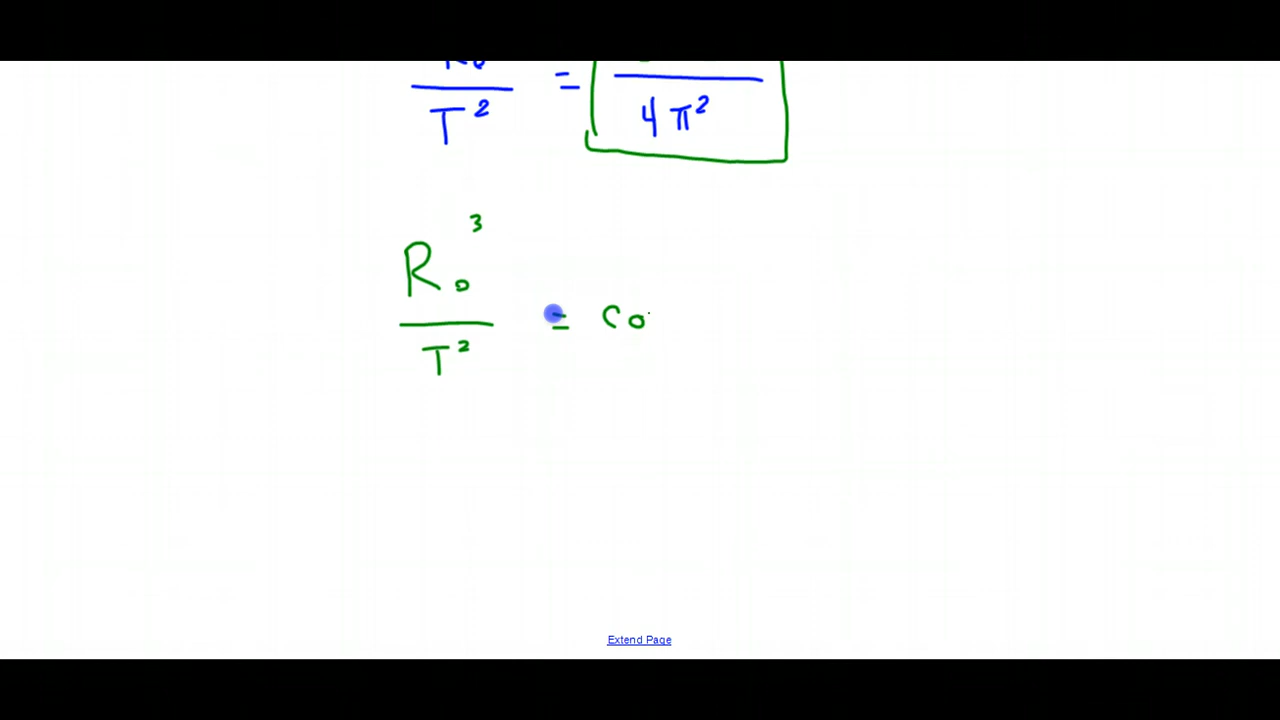 T² = 4π²
R₀³
T² = co
Extend Page